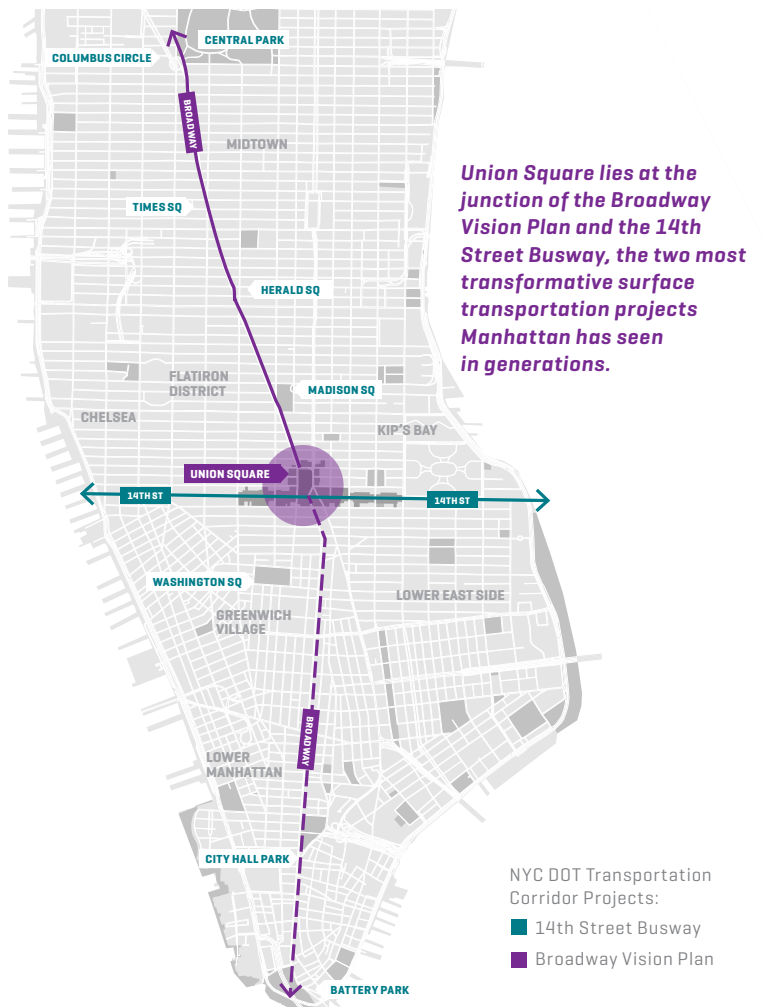 CENTRAL PARK
COLUMBUS CIRCLE
BROADWAY
MIDTOWN
Union Square lies at the
junction of the Broadway
Vision Plan and the 14th
Street Busway, the two most
transformative surface
transportation projects
Manhattan has seen
in generations.
TIMES SQ
HERALD SQ
FLATIRON
DISTRICT
MADISON SQ
CHELSEA
KIP'S BAY
UNION SQUARE
14TH ST
14TH ST
WASHINGTON SQ
LOWER EAST SIDE
GREENWICH
VILLAGE
BROADWAY
LOWER
MANHATTAN
CITY HALL PARK
NYC DOT Transportation
Corridor Projects:
14th Street Busway
Broadway Vision Plan
BATTERY PARK